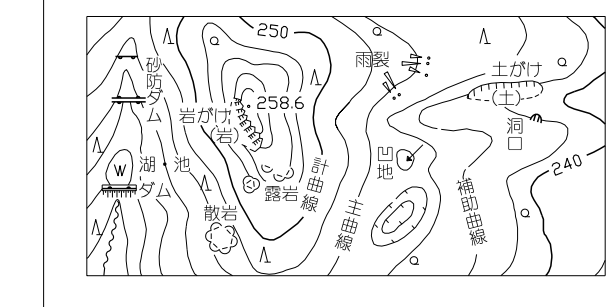 250
雨裂
土がけ
(土)
砂防ダム
258.6
岩がけ
(岩)
洞口
凹地
240
W
湖・池
ダム
計曲線
露岩
補助曲線
主曲線
散岩